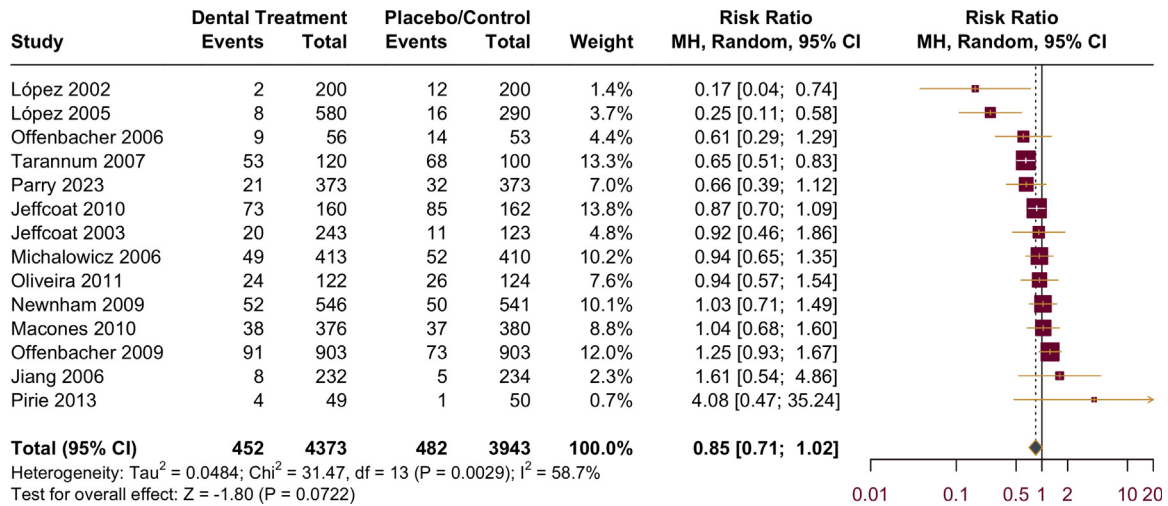 Dental Treatment Placebo/Control Risk Ratio Risk Ratio
Study Events Total Events Total Weight MH, Random, 95% CI MH, Random, 95% CI
López 2002 2 200 12 200 1.4% 0.17 [0.04; 0.74]
López 2005 8 580 16 290 3.7% 0.25 [0.11; 0.58]
Offenbacher 2006 9 56 14 53 4.4% 0.61 [0.29; 1.29]
Tarannum 2007 53 120 68 100 13.3% 0.65 [0.51; 0.83]
Parry 2023 21 373 32 373 7.0% 0.66 [0.39; 1.12]
Jeffcoat 2010 73 160 85 162 13.8% 0.87 [0.70; 1.09]
Jeffcoat 2003 20 243 11 123 4.8% 0.92 [0.46; 1.86]
Michalowicz 2006 49 413 52 410 10.2% 0.94 [0.65; 1.35]
Oliveira 2011 24 122 26 124 7.6% 0.94 [0.57; 1.54]
Newnham 2009 52 546 50 541 10.1% 1.03 [0.71; 1.49]
Macones 2010 38 376 37 380 8.8% 1.04 [0.68; 1.60]
Offenbacher 2009 91 903 73 903 12.0% 1.25 [0.93; 1.67]
Jiang 2006 8 232 5 234 2.3% 1.61 [0.54; 4.86]
Pirie 2013 4 49 1 50 0.7% 4.08 [0.47; 35.24]
Total (95% CI) 452 4373 482 3943 100.0% 0.85 [0.71; 1.02]
Heterogeneity: Tau² = 0.0484; Chi² = 31.47, df = 13 (P = 0.0029); I² = 58.7%
Test for overall effect: Z = -1.80 (P = 0.0722)
0.01 0.1 0.5 1 2 10 20